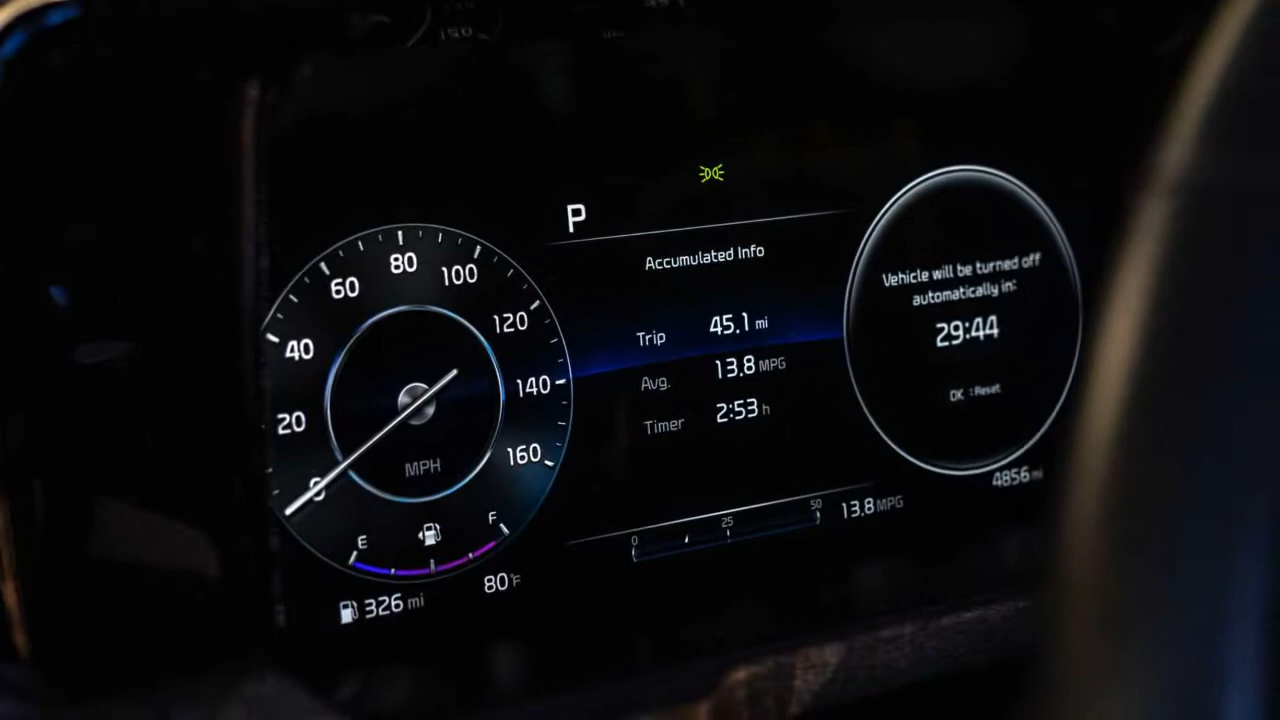 P
Accumulated Info
Trip 45.1 mi
Avg. 13.8 MPG
Timer 2:53 h
0 25 50 13.8 MPG
0 20 40 60 80 100 120 140 160
MPH
E F
326 mi 80°F
Vehicle will be turned off
automatically in:
29:44
OK : Reset
4856 mi